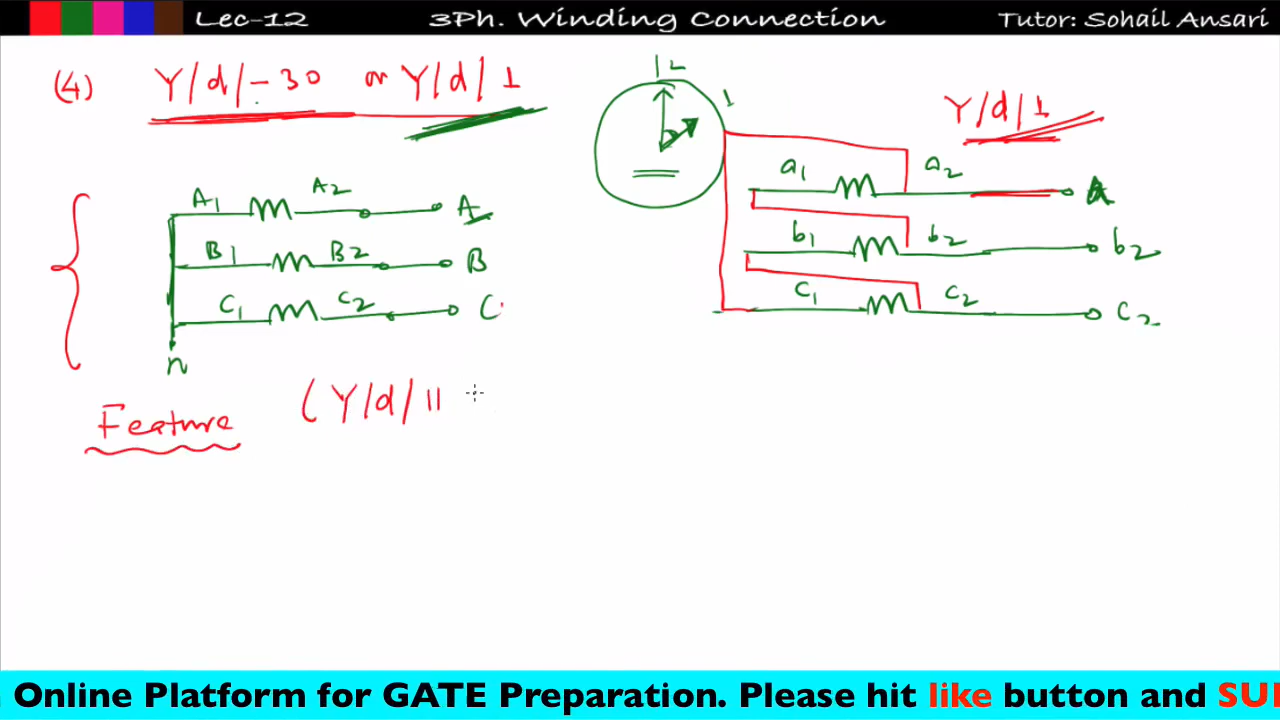 Lec-12 3Ph. Winding Connection Tutor: Sohail Ansari
(4) Y/d/-30 or Y/d/1
12
1
Y/d/1
A1 A2 A
B1 B2 B
C1 C2 C
n
a1 a2
b1 b2 b2
c1 c2 c2
Feature (Y/d/11
Online Platform for GATE Preparation. Please hit like button and SU